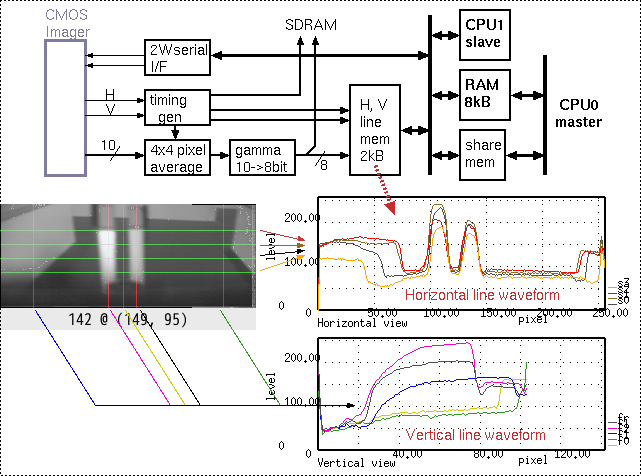 CMOS
Imager
SDRAM
2Wserial
I/F
CPU1
slave
H
V
timing
gen
H, V
line
mem
2kB
RAM
8kB
CPU0
master
10
4x4 pixel
average
gamma
10->8bit
8
share
mem
200.00
level
100.00
0
Horizontal line waveform
50.00
100.00
150.00
200.00
250.00
Horizontal view
pixel
142 @ (149, 95)
200.00
level
100.00
0
Vertical line waveform
40.00
80.00
120.00
Vertical view
pixel